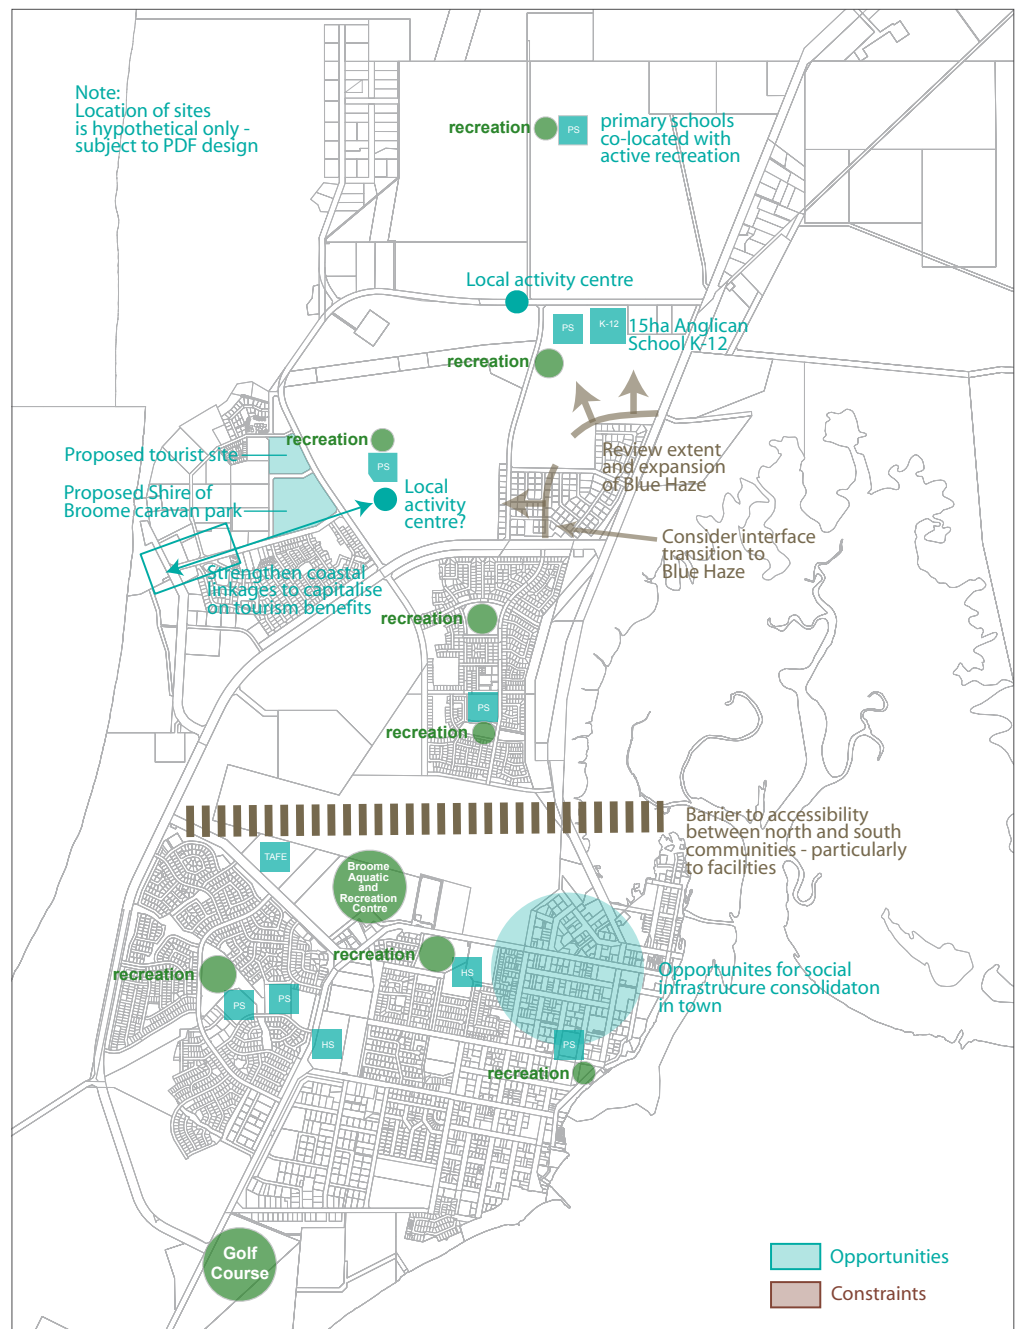 Note:
Location of sites
is hypothetical only -
subject to PDF design
recreation
PS
primary schools
co-located with
active recreation
Local activity centre
PS
K-12
15ha Anglican
School K-12
recreation
recreation
PS
Proposed tourist site
Proposed Shire of
Broome caravan park
Local
activity
centre?
Review extent
and expansion
of Blue Haze
Consider interface
transition to
Blue Haze
Strengthen coastal
linkages to capitalise
on tourism benefits
recreation
PS
recreation
Barrier to accessibility
between north and south
communities - particularly
to facilities
TAFE
Broome
Aquatic
and
Recreation
Centre
recreation
HS
recreation
PS
PS
HS
Opportunites for social
infrastrucure consolidaton
in town
PS
recreation
Golf
Course
Opportunities
Constraints